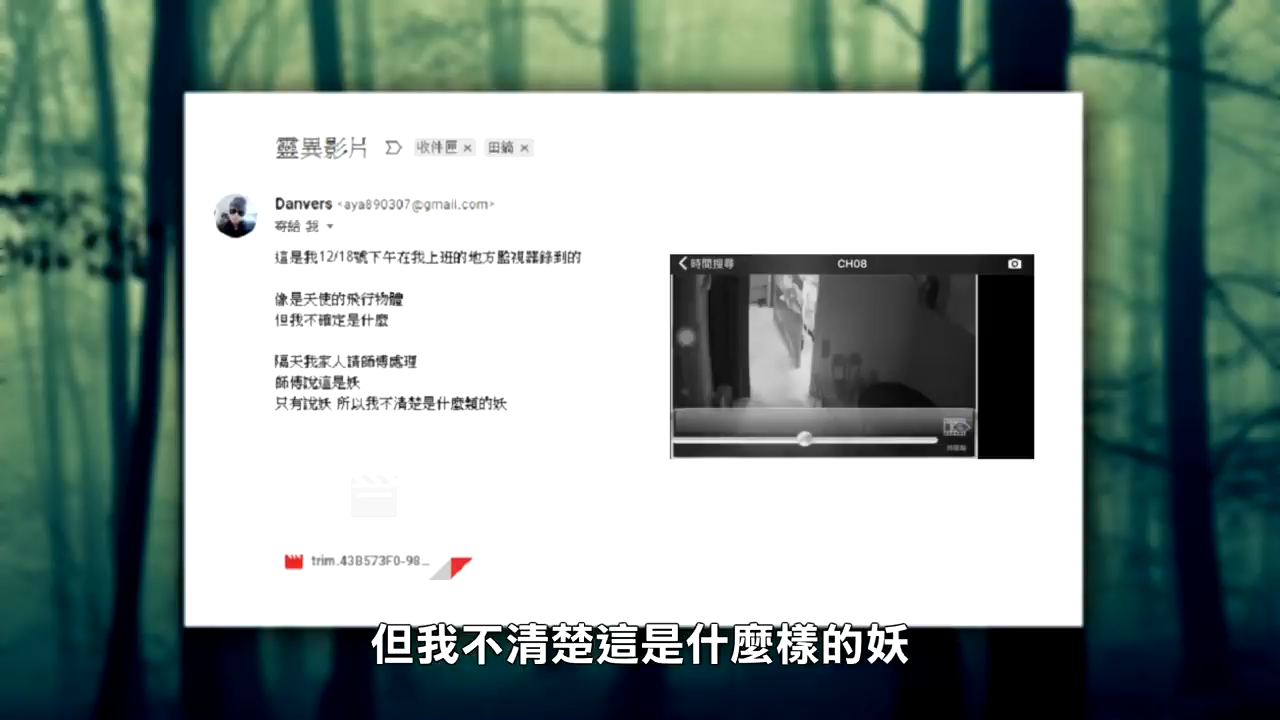 靈異影片
收件匣 ×
Danvers <aya890307@gmail.com>
寄給 我
這是我12/18號下午在我上班的地方監視器錄到的
像是天使的飛行物體
但我不確定是什麼
隔天我家人請師傅處理
師傅說這是妖
只有說妖 所以我不清楚是什麼類的妖
時間搜尋
CH08
trim.43B573F0-98...
但我不清楚這是什麼樣的妖